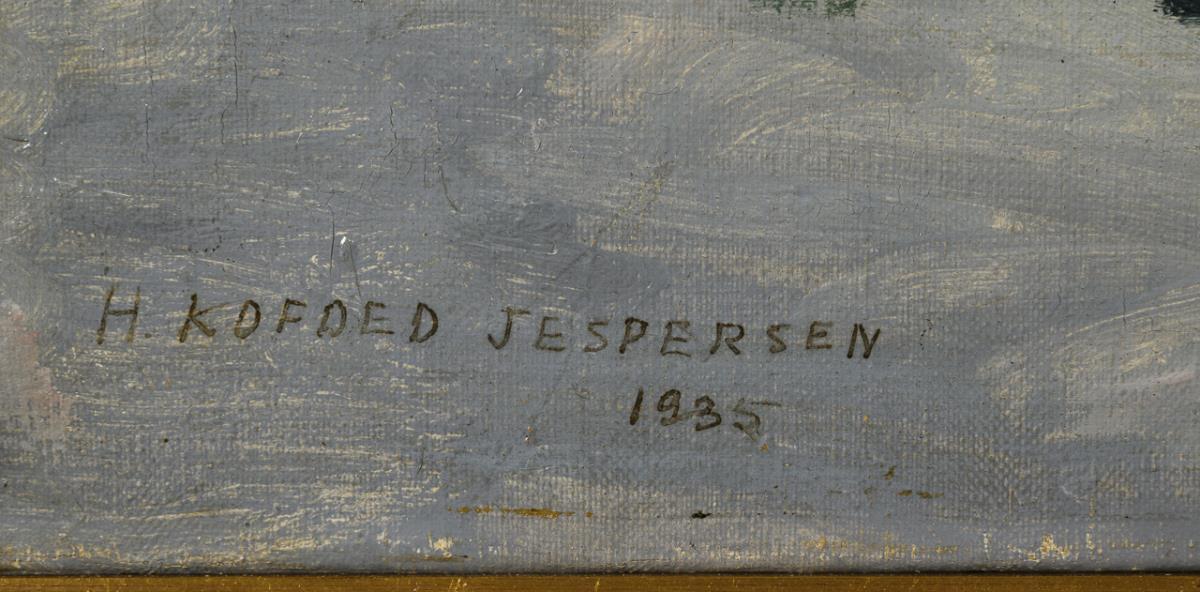 H. KOFOED JESPERSEN
1935